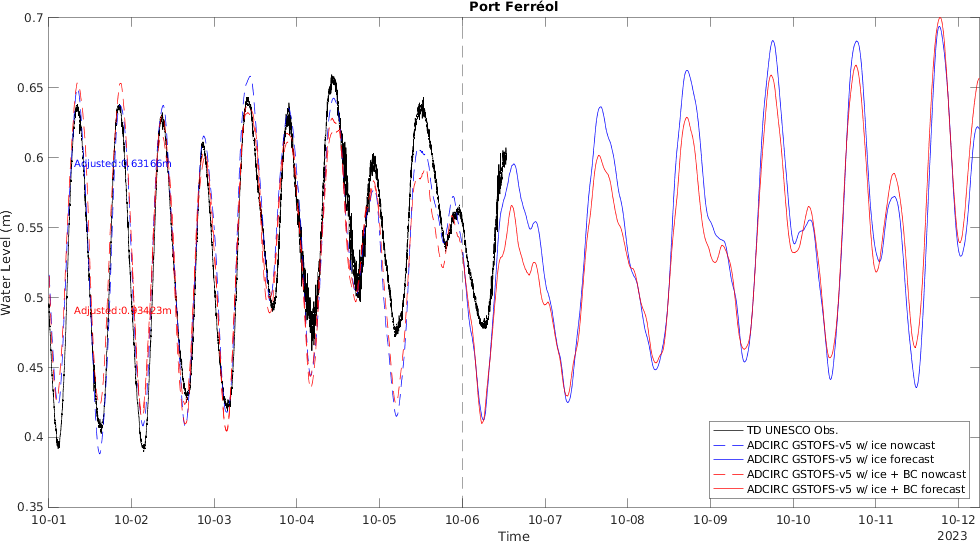 Port Ferréol
Water Level (m)
0.7
0.65
0.6
0.55
0.5
0.45
0.4
0.35
Adjusted:0.63166m
Adjusted:0.93423m
TD UNESCO Obs.
ADCIRC GSTOFS-v5 w/ ice nowcast
ADCIRC GSTOFS-v5 w/ ice forecast
ADCIRC GSTOFS-v5 w/ ice + BC nowcast
ADCIRC GSTOFS-v5 w/ ice + BC forecast
10-01 10-02 10-03 10-04 10-05 10-06 10-07 10-08 10-09 10-10 10-11 10-12
Time
2023